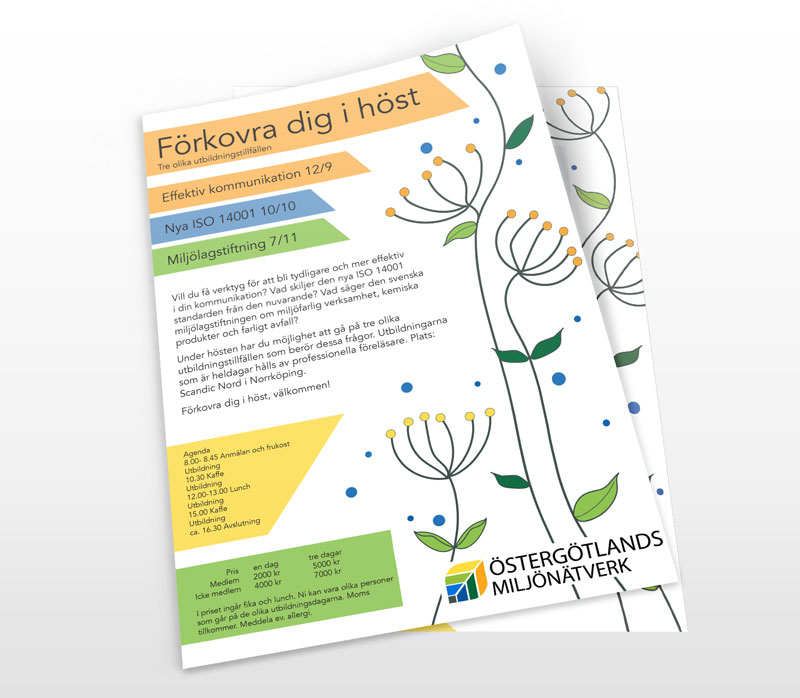 Förkovra dig i höst
Tre olika utbildningstillfällen
Effektiv kommunikation 12/9
Nya ISO 14001 10/10
Miljölagstiftning 7/11
Vill du få verktyg för att bli tydligare och mer effektiv
i din kommunikation? Vad skiljer den nya ISO 14001
standarden från den nuvarande? Vad säger den svenska
miljölagstiftningen om miljöfarlig verksamhet, kemiska
produkter och farligt avfall?
Under hösten har du möjlighet att gå på tre olika
utbildningstillfällen som berör dessa frågor. Utbildningarna
som är heldagar hålls av professionella föreläsare. Plats:
Scandic Nord i Norrköping.
Förkovra dig i höst, välkommen!
Agenda
8.00- 8.45 Anmälan och frukost
Utbildning
10.30 Kaffe
Utbildning
12.00-13.00 Lunch
Utbildning
15.00 Kaffe
Utbildning
ca. 16.30 Avslutning
Pris en dag tre dagar
Medlem 2000 kr 5000 kr
Icke medlem 4000 kr 7000 kr
I priset ingår fika och lunch. Ni kan vara olika personer
som går på de olika utbildningsdagarna. Moms
tillkommer. Meddela ev. allergi.
ÖSTERGÖTLANDS
MILJÖNÄTVERK